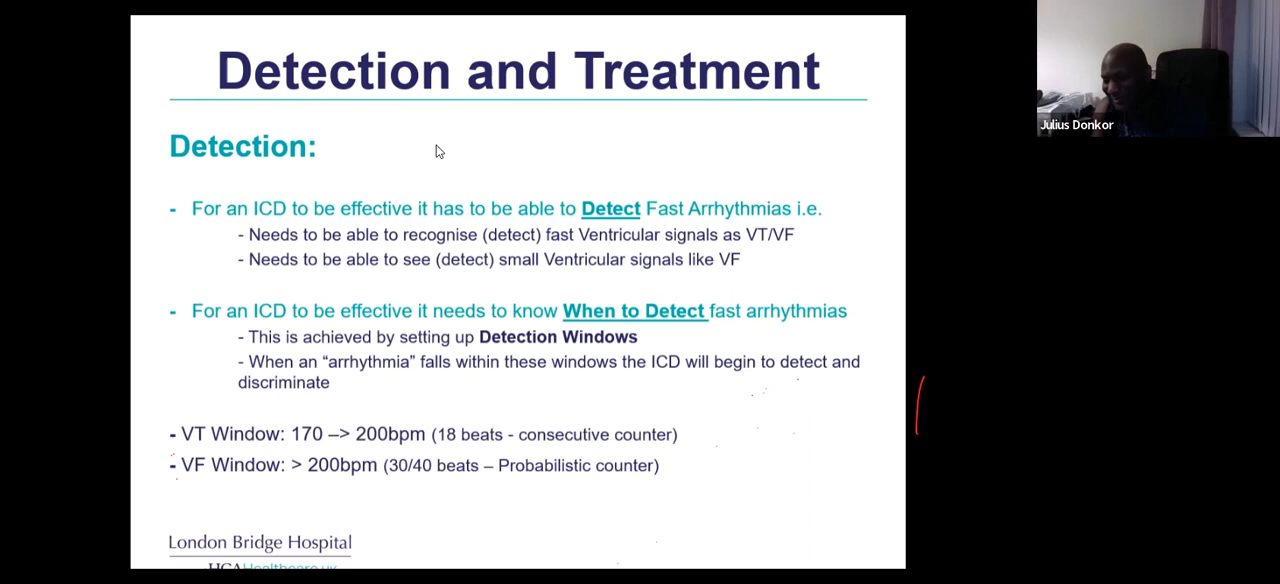 Detection and Treatment
Julius Donkor
Detection:
- For an ICD to be effective it has to be able to Detect Fast Arrhythmias i.e.
- Needs to be able to recognise (detect) fast Ventricular signals as VT/VF
- Needs to be able to see (detect) small Ventricular signals like VF
- For an ICD to be effective it needs to know When to Detect fast arrhythmias
- This is achieved by setting up Detection Windows
- When an “arrhythmia” falls within these windows the ICD will begin to detect and
discriminate
- VT Window: 170 –> 200bpm (18 beats - consecutive counter)
- VF Window: > 200bpm (30/40 beats – Probabilistic counter)
London Bridge Hospital
HCAHealthcare UK